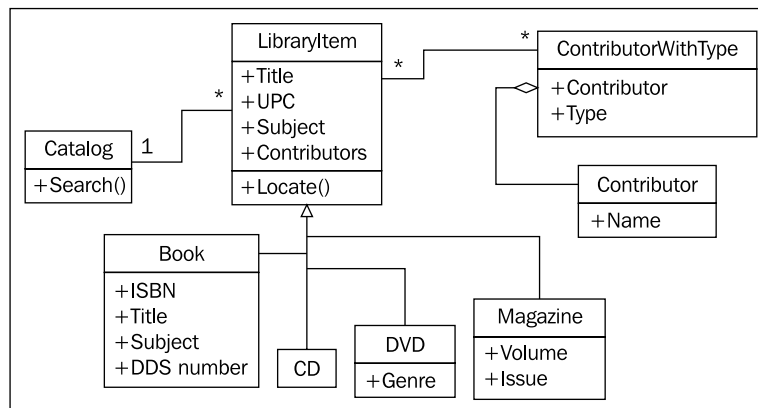 LibraryItem
+Title
+UPC
+Subject
+Contributors
+Locate()
*
*
ContributorWithType
+Contributor
+Type
*
1
Catalog
+Search()
Contributor
+Name
Book
+ISBN
+Title
+Subject
+DDS number
CD
DVD
+Genre
Magazine
+Volume
+Issue